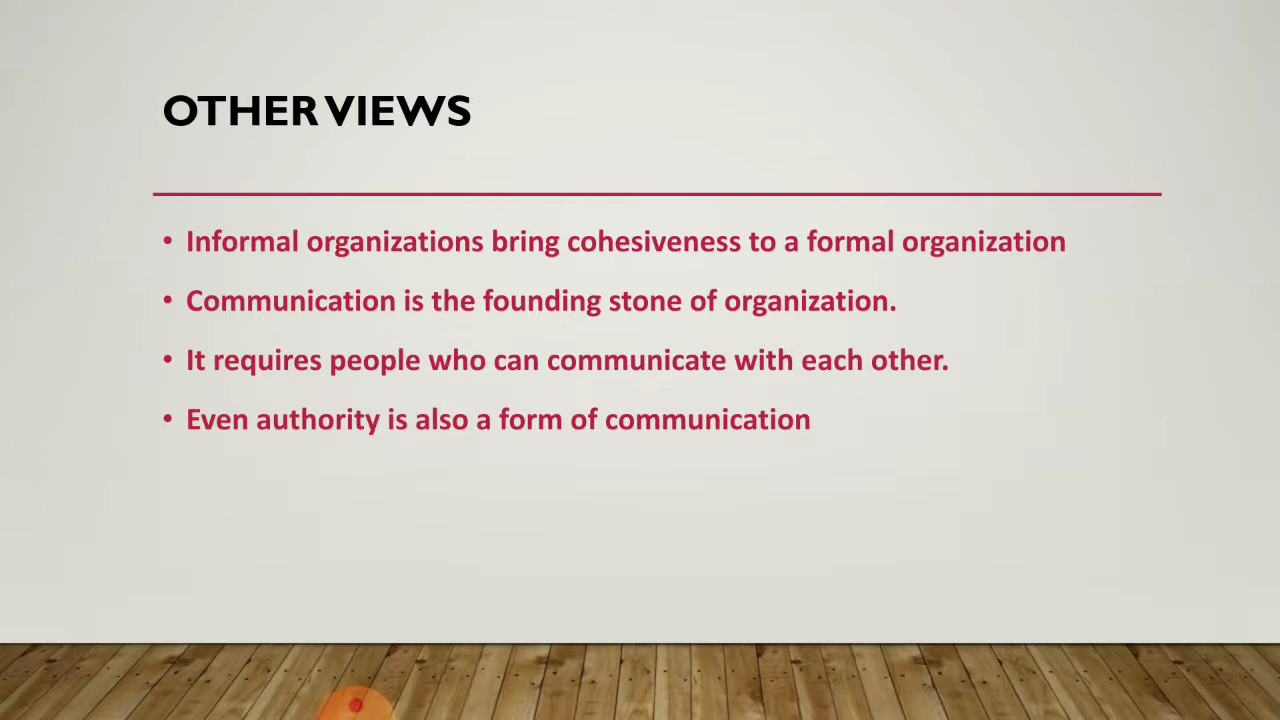 OTHER VIEWS
• Informal organizations bring cohesiveness to a formal organization
• Communication is the founding stone of organization.
• It requires people who can communicate with each other.
• Even authority is also a form of communication